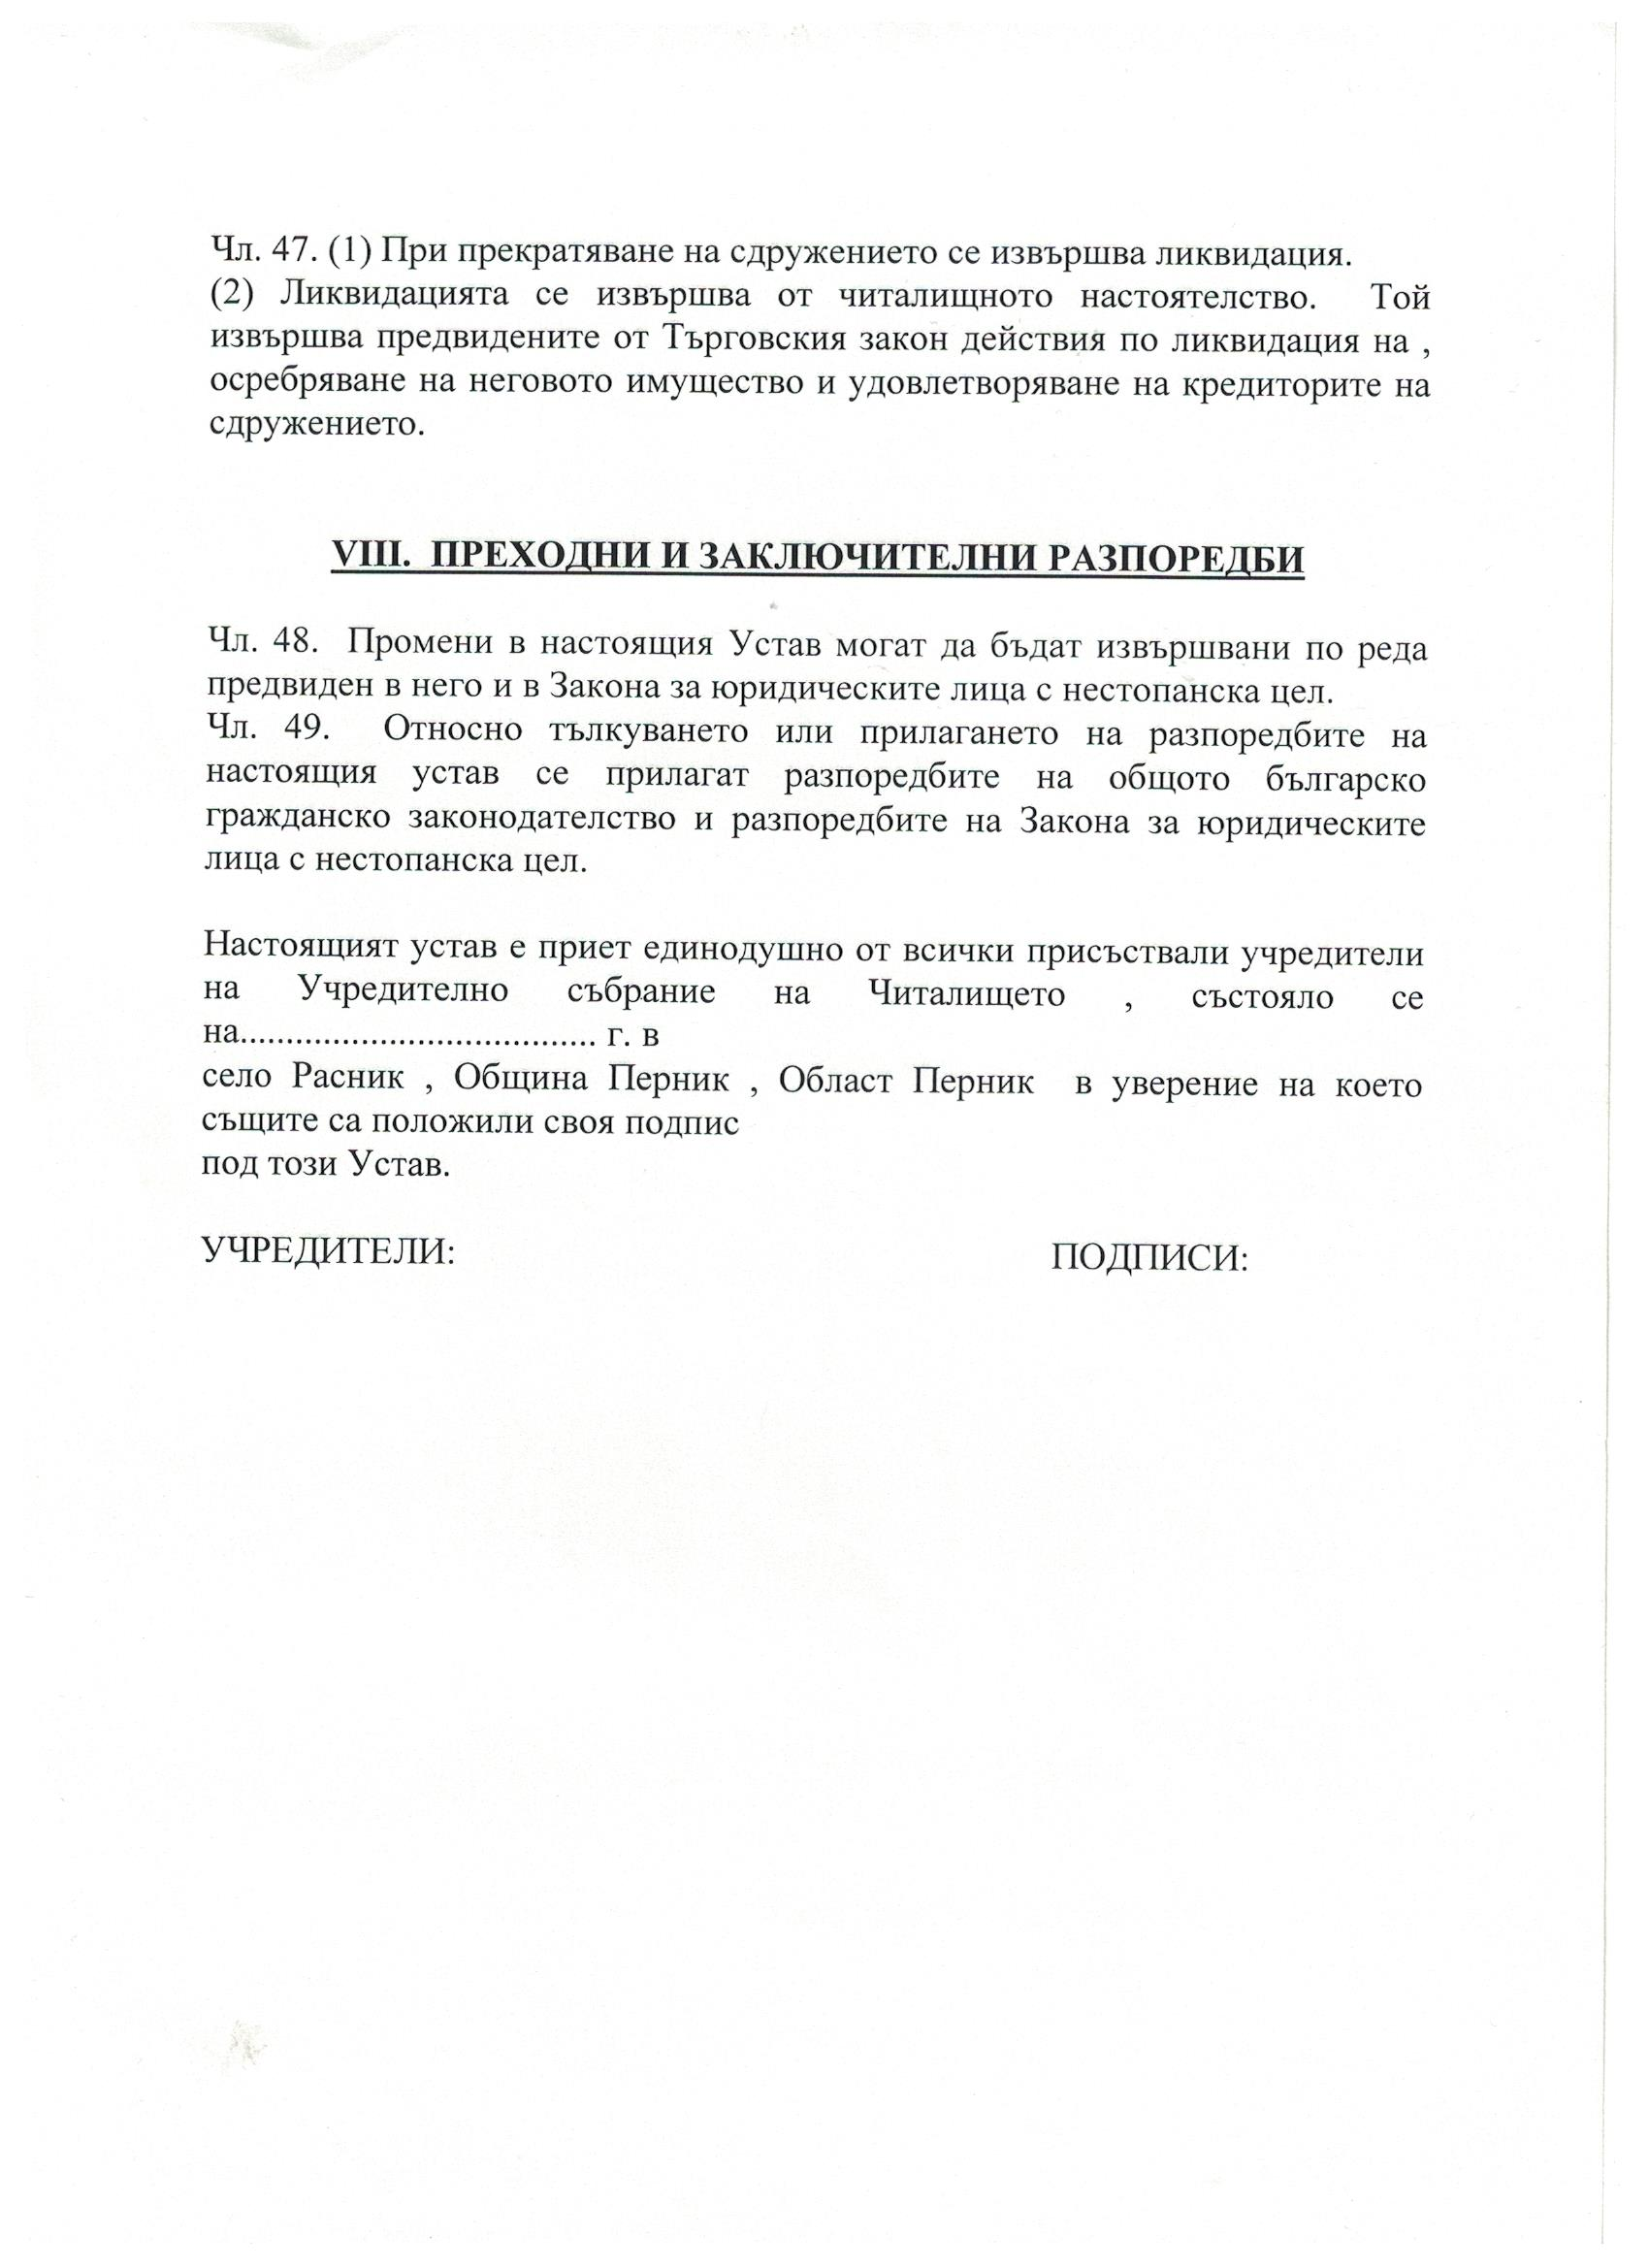 Чл. 47. (1) При прекратяване на сдружението се извършва ликвидация.
(2) Ликвидацията се извършва от читалищното настоятелство. Той
извършва предвидените от Търговския закон действия по ликвидация на ,
осребряване на неговото имущество и удовлетворяване на кредиторите на
сдружението.
VIII. ПРЕХОДНИ И ЗАКЛЮЧИТЕЛНИ РАЗПОРЕДБИ
Чл. 48. Промени в настоящия Устав могат да бъдат извършвани по реда
предвиден в него и в Закона за юридическите лица с нестопанска цел.
Чл. 49. Относно тълкуването или прилагането на разпоредбите на
настоящия устав се прилагат разпоредбите на общото българско
гражданско законодателство и разпоредбите на Закона за юридическите
лица с нестопанска цел.
Настоящият устав е приет единодушно от всички присъствали учредители
на Учредително събрание на Читалището , състояло се
на...................................... г. в
село Расник , Община Перник , Област Перник в уверение на което
същите са положили своя подпис
под този Устав.
УЧРЕДИТЕЛИ: ПОДПИСИ: